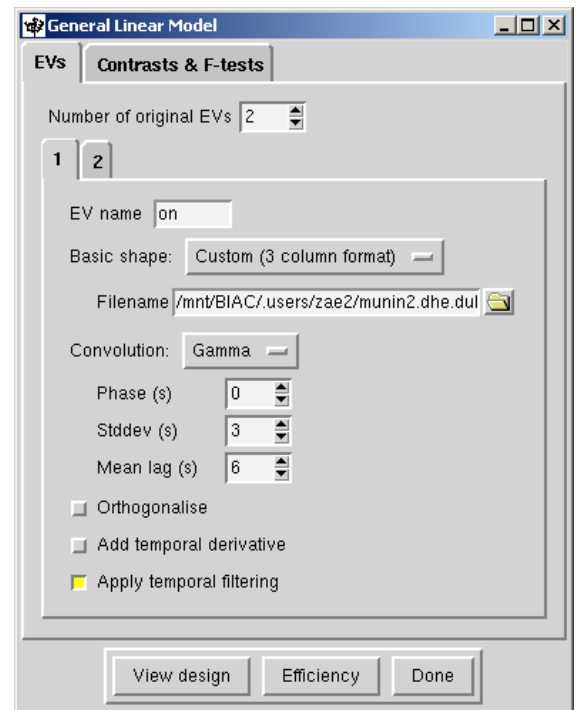 General Linear Model
EVs Contrasts & F-tests
Number of original EVs 2
1 2
EV name on
Basic shape: Custom (3 column format)
Filename /mnt/BIAC/.users/zae2/munin2.dhe.dul
Convolution: Gamma
Phase (s) 0
Stddev (s) 3
Mean lag (s) 6
Orthogonalise
Add temporal derivative
Apply temporal filtering
View design Efficiency Done